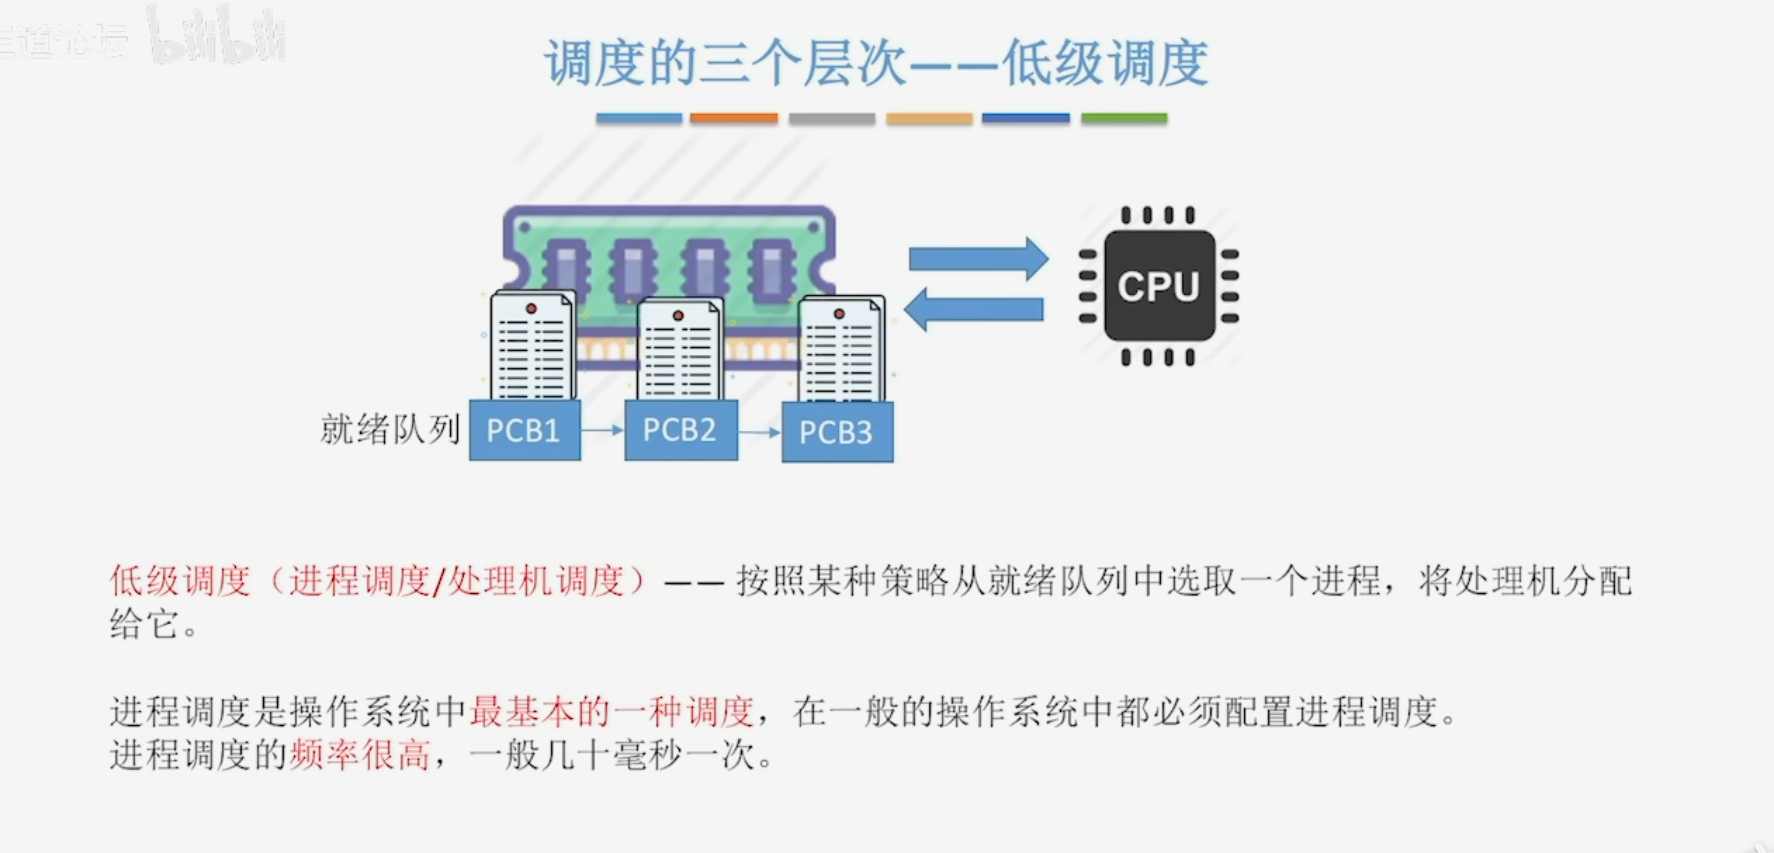 道论坛 bilibili
调度的三个层次——低级调度
CPU
就绪队列 PCB1 PCB2 PCB3
低级调度（进程调度/处理机调度）—— 按照某种策略从就绪队列中选取一个进程，将处理机分配
给它。
进程调度是操作系统中最基本的一种调度，在一般的操作系统中都必须配置进程调度。
进程调度的频率很高，一般几十毫秒一次。